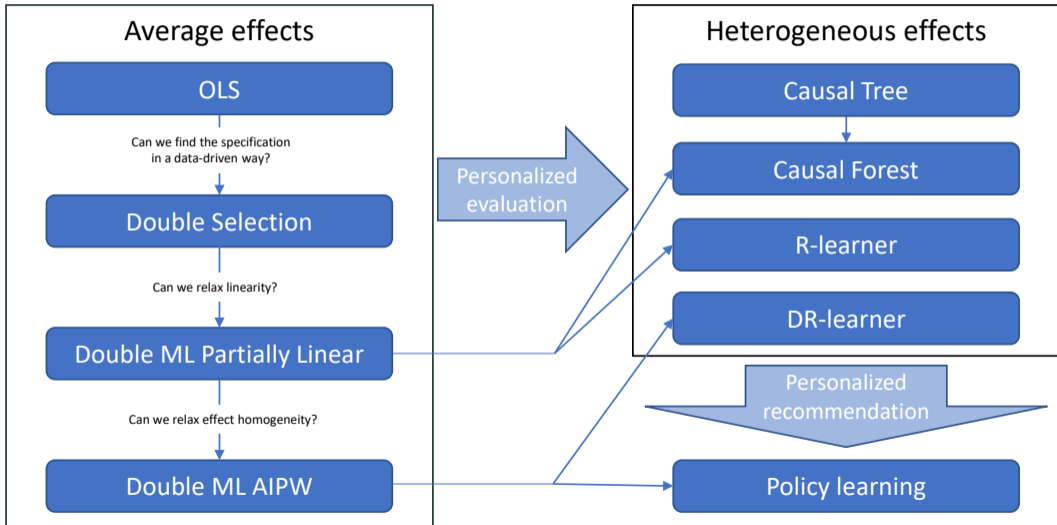 Average effects
OLS
Can we find the specification
in a data-driven way?
Double Selection
Can we relax linearity?
Double ML Partially Linear
Can we relax effect homogeneity?
Double ML AIPW
Personalized
evaluation
Heterogeneous effects
Causal Tree
Causal Forest
R-learner
DR-learner
Personalized
recommendation
Policy learning